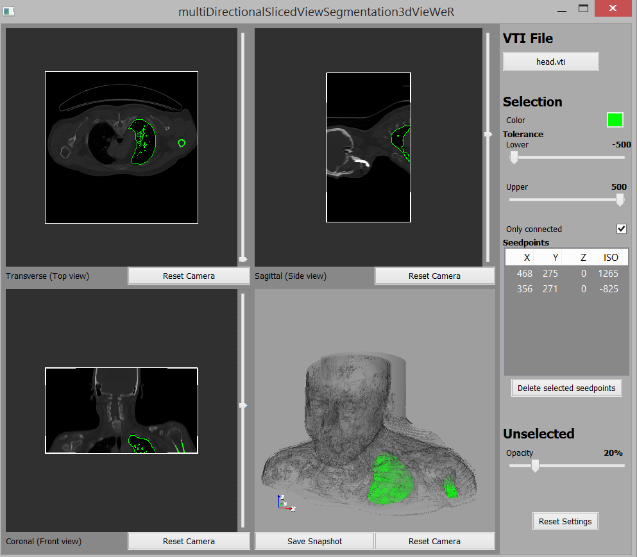 multiDirectionalSlicedViewSegmentation3dVieWeR
VTI File
head.vti
Selection
Color
Tolerance
Lower -500
Upper 500
Only connected
Seedpoints
X Y Z ISO
468 275 0 1265
356 271 0 -825
Delete selected seedpoints
Unselected
Opacity 20%
Reset Settings
Transverse (Top view) Reset Camera
Sagittal (Side view) Reset Camera
Coronal (Front view) Reset Camera
Save Snapshot Reset Camera